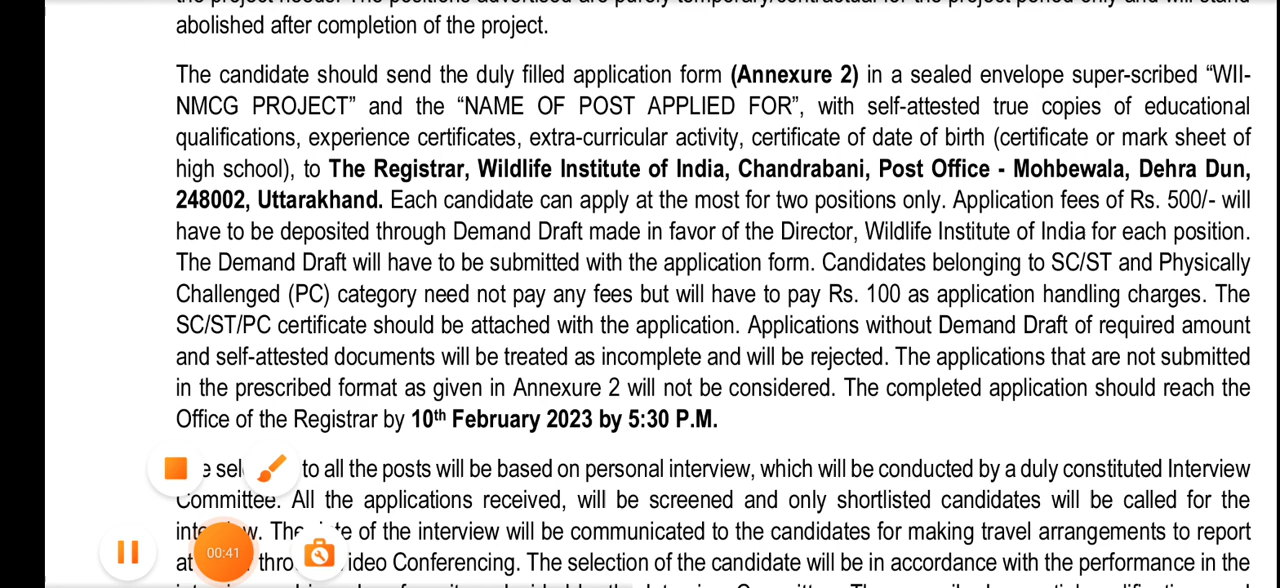 abolished after completion of the project.
The candidate should send the duly filled application form (Annexure 2) in a sealed envelope super-scribed “WII-
NMCG PROJECT” and the “NAME OF POST APPLIED FOR”, with self-attested true copies of educational
qualifications, experience certificates, extra-curricular activity, certificate of date of birth (certificate or mark sheet of
high school), to The Registrar, Wildlife Institute of India, Chandrabani, Post Office - Mohbewala, Dehra Dun,
248002, Uttarakhand. Each candidate can apply at the most for two positions only. Application fees of Rs. 500/- will
have to be deposited through Demand Draft made in favor of the Director, Wildlife Institute of India for each position.
The Demand Draft will have to be submitted with the application form. Candidates belonging to SC/ST and Physically
Challenged (PC) category need not pay any fees but will have to pay Rs. 100 as application handling charges. The
SC/ST/PC certificate should be attached with the application. Applications without Demand Draft of required amount
and self-attested documents will be treated as incomplete and will be rejected. The applications that are not submitted
in the prescribed format as given in Annexure 2 will not be considered. The completed application should reach the
Office of the Registrar by 10th February 2023 by 5:30 P.M.
to all the posts will be based on personal interview, which will be conducted by a duly constituted Interview
Committee. All the applications received, will be screened and only shortlisted candidates will be called for the
of the interview will be communicated to the candidates for making travel arrangements to report
at Conferencing. The selection of the candidate will be in accordance with the performance in the
00:41